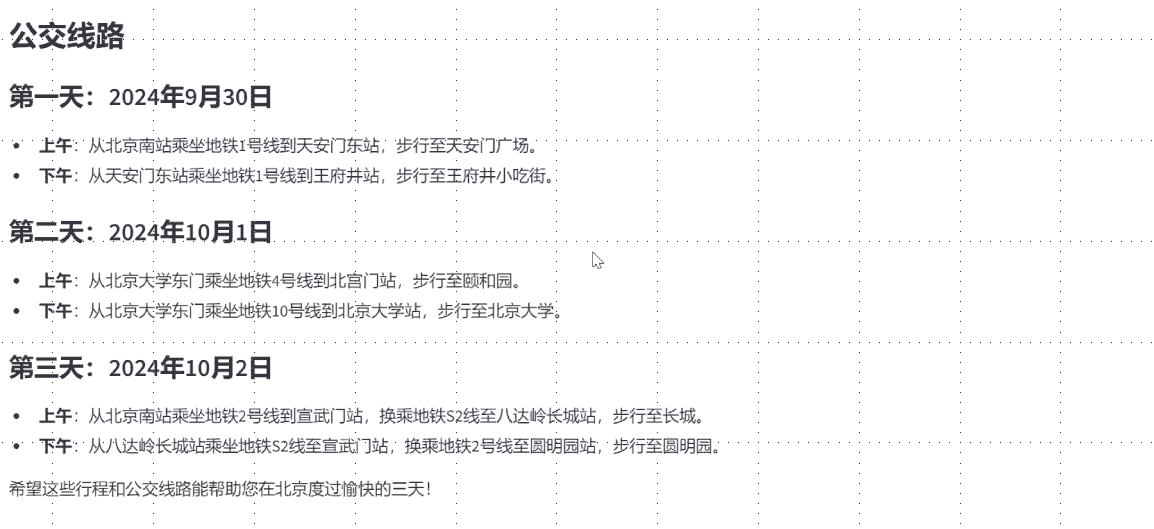 公交线路
第一天：2024年9月30日
• 上午：从北京南站乘坐地铁1号线到天安门东站，步行至天安门广场。
• 下午：从天安门东站乘坐地铁1号线到王府井站，步行至王府井小吃街。
第二天：2024年10月1日
• 上午：从北京大学东门乘坐地铁4号线到北宫门站，步行至颐和园。
• 下午：从北京大学东门乘坐地铁10号线到北京大学站，步行至北京大学。
第三天：2024年10月2日
• 上午：从北京南站乘坐地铁2号线到宣武门站，换乘地铁S2线至八达岭长城站，步行至长城。
• 下午：从八达岭长城站乘坐地铁S2线至宣武门站，换乘地铁2号线至圆明园站，步行至圆明园。
希望这些行程和公交线路能帮助您在北京度过愉快的三天！